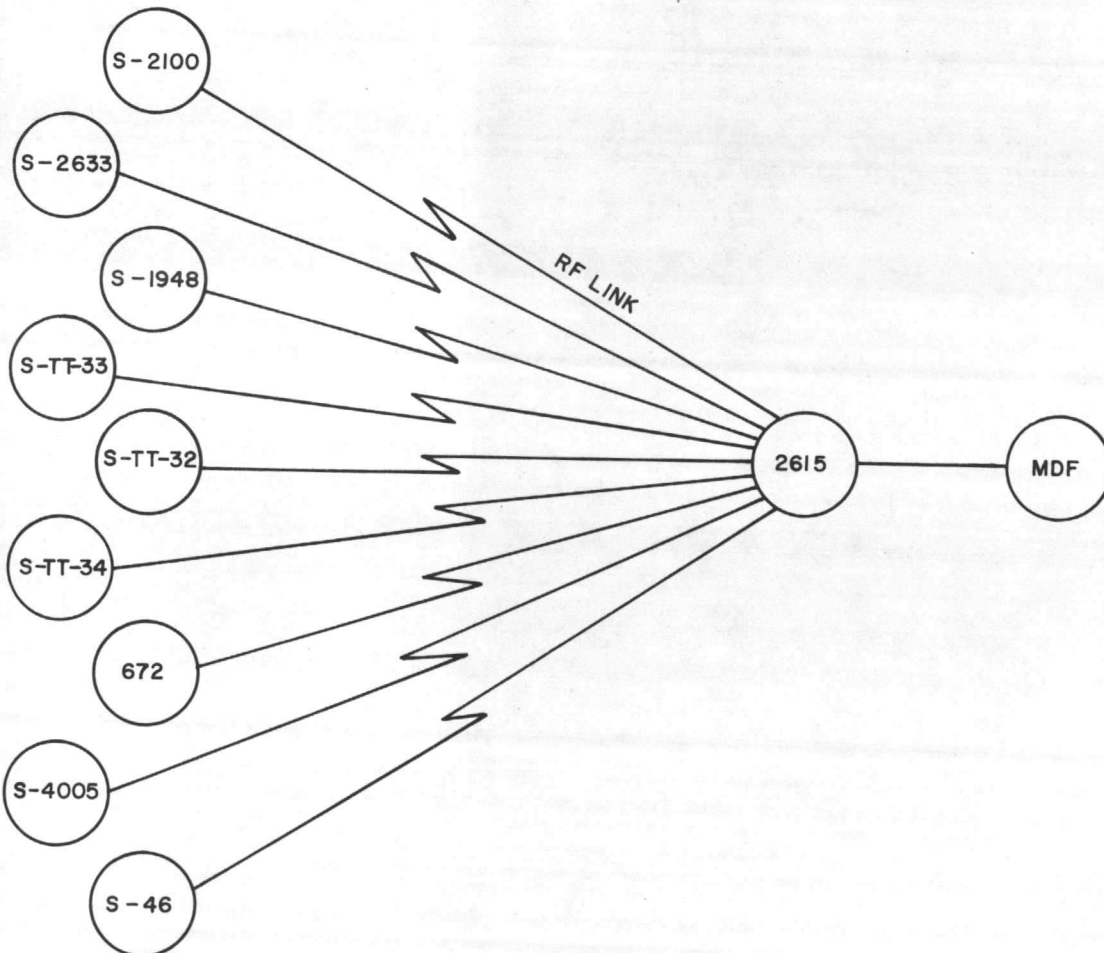 S-2100
S-2633
S-1948
RF LINK
S-TT-33
S-TT-32
2615
MDF
S-TT-34
672
S-4005
S-46